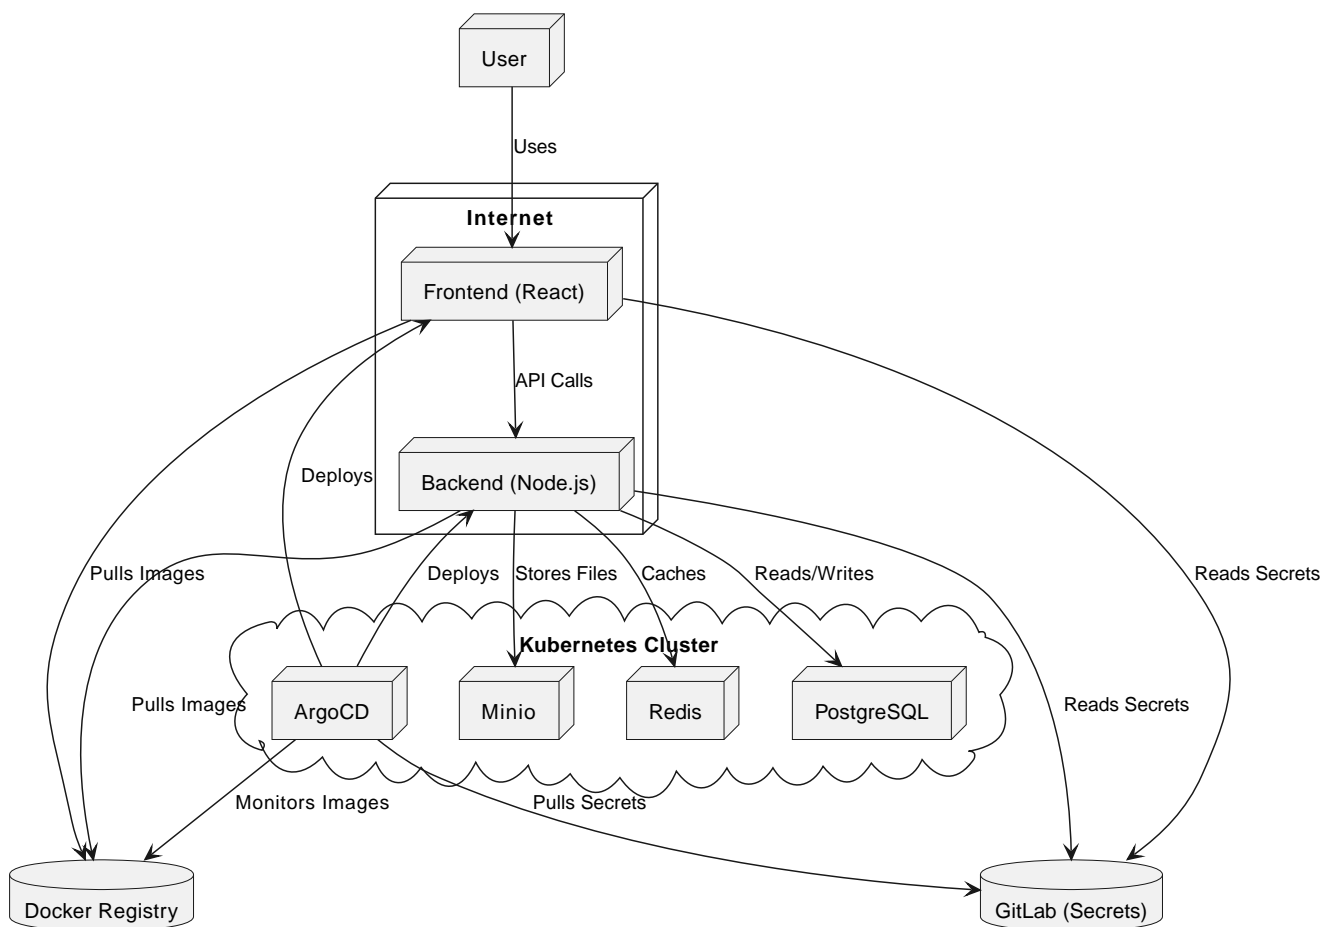 User
Uses
Internet
Frontend (React)
API Calls
Deploys
Backend (Node.js)
Pulls Images
Deploys
Stores Files
Caches
Reads/Writes
Reads Secrets
Kubernetes Cluster
Pulls Images
ArgoCD
Minio
Redis
PostgreSQL
Reads Secrets
Monitors Images
Pulls Secrets
Docker Registry
GitLab (Secrets)